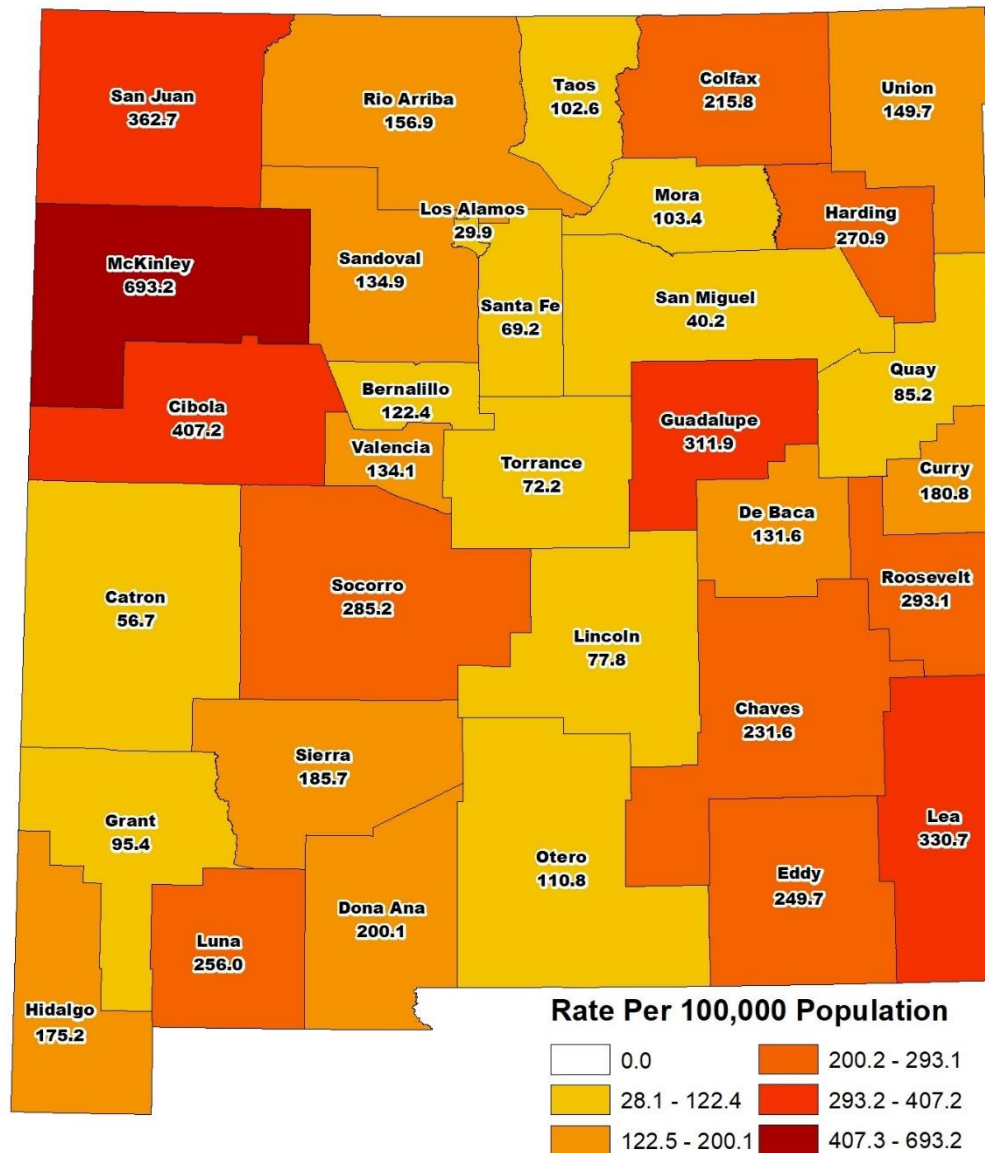 San Juan
362.7
Rio Arriba
156.9
Taos
102.6
Colfax
215.8
Union
149.7
Los Alamos
29.9
Mora
103.4
Harding
270.9
McKinley
693.2
Sandoval
134.9
Santa Fe
69.2
San Miguel
40.2
Quay
85.2
Cibola
407.2
Bernalillo
122.4
Valencia
134.1
Torrance
72.2
Guadalupe
311.9
Curry
180.8
De Baca
131.6
Roosevelt
293.1
Catron
56.7
Socorro
285.2
Lincoln
77.8
Chaves
231.6
Sierra
185.7
Grant
95.4
Otero
110.8
Lea
330.7
Eddy
249.7
Dona Ana
200.1
Luna
256.0
Hidalgo
175.2
Rate Per 100,000 Population
0.0
28.1 - 122.4
122.5 - 200.1
200.2 - 293.1
293.2 - 407.2
407.3 - 693.2